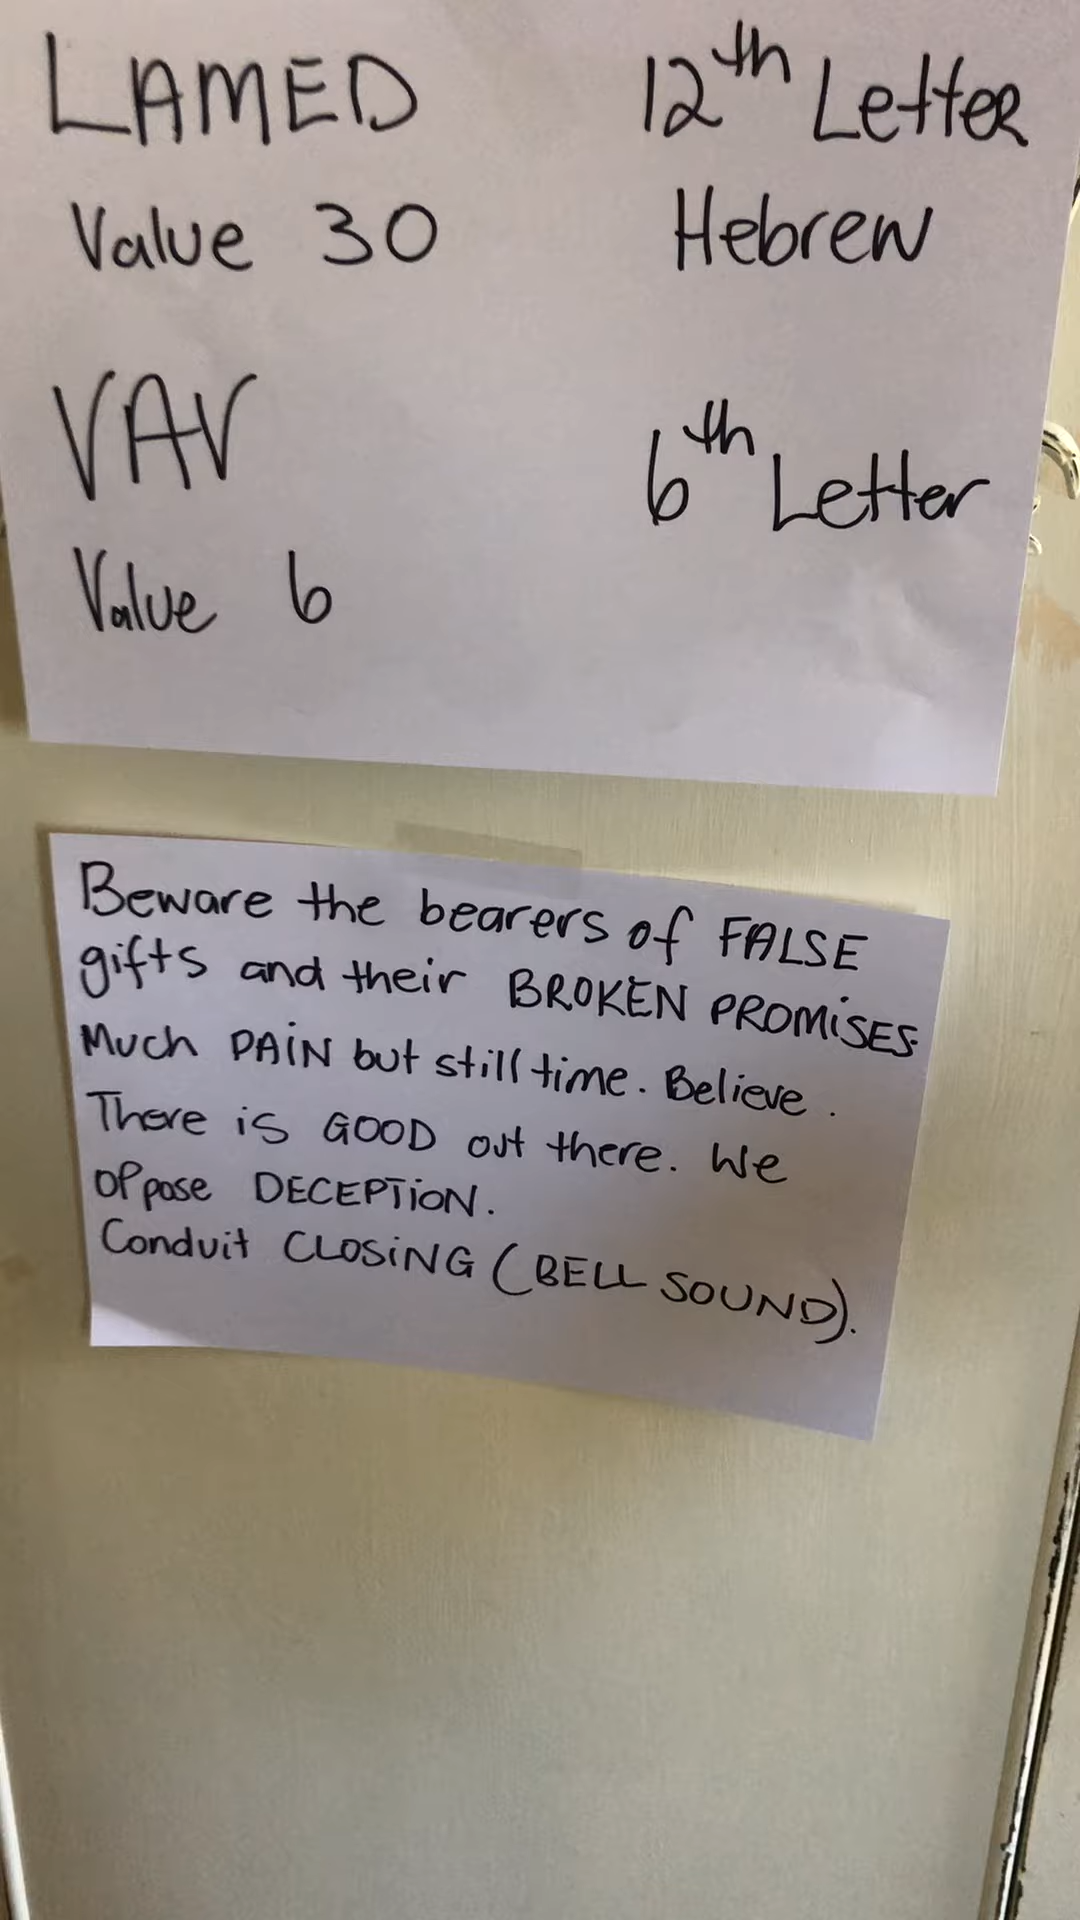 LAMED 12th Letter
Value 30 Hebrew
VAV 6th Letter
Value 6
Beware the bearers of FALSE
gifts and their BROKEN PROMiSES.
Much PAiN but still time. Believe.
There is GOOD out there. We
oppose DECEPTiON.
Conduit CLOSiNG (BELL SOUND).